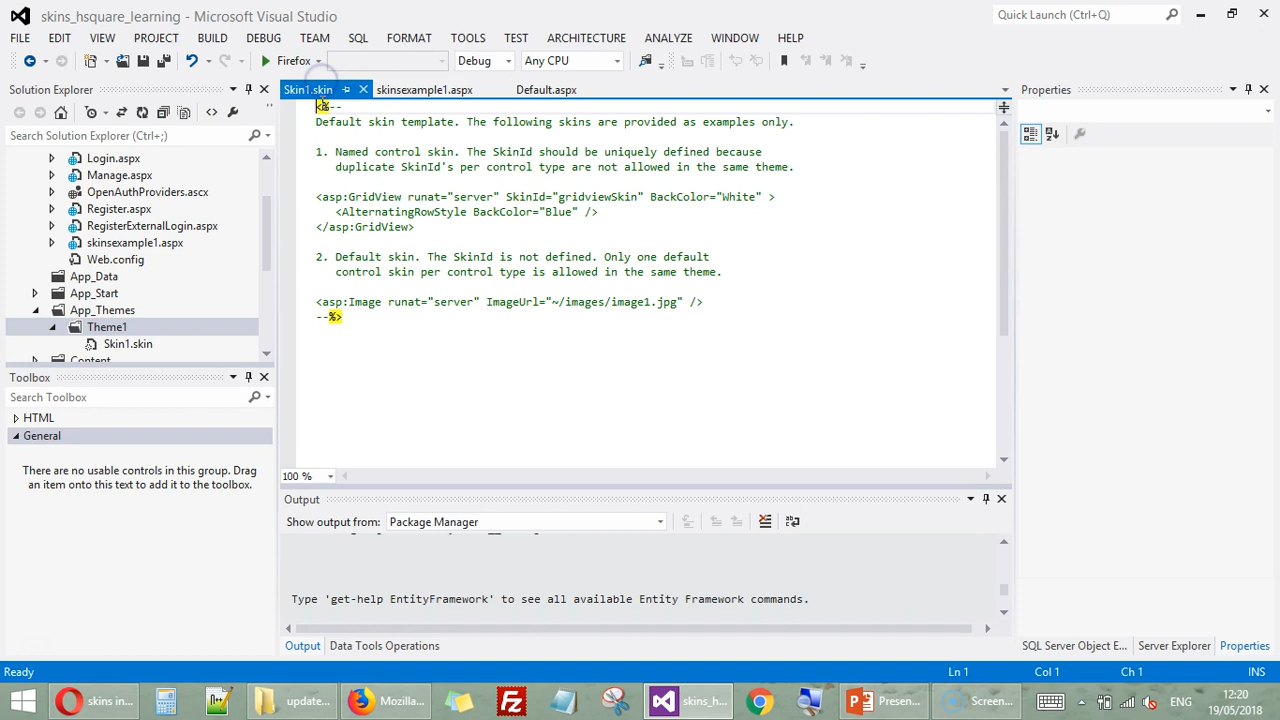 skins_hsquare_learning - Microsoft Visual Studio
Quick Launch (Ctrl+Q)
FILE EDIT VIEW PROJECT BUILD DEBUG TEAM SQL FORMAT TOOLS TEST ARCHITECTURE ANALYZE WINDOW HELP
Firefox Debug Any CPU
Solution Explorer
Skin1.skin skinsexample1.aspx Default.aspx
Properties
Search Solution Explorer (Ctrl+;)
Login.aspx
Manage.aspx
OpenAuthProviders.ascx
Register.aspx
RegisterExternalLogin.aspx
skinsexample1.aspx
Web.config
App_Data
App_Start
App_Themes
Theme1
Skin1.skin
Content
<%--
Default skin template. The following skins are provided as examples only.
1. Named control skin. The SkinId should be uniquely defined because
duplicate SkinId's per control type are not allowed in the same theme.
<asp:GridView runat="server" SkinId="gridviewSkin" BackColor="White" >
<AlternatingRowStyle BackColor="Blue" />
</asp:GridView>
2. Default skin. The SkinId is not defined. Only one default
control skin per control type is allowed in the same theme.
<asp:Image runat="server" ImageUrl="~/images/image1.jpg" />
--%>
100 %
Toolbox
Search Toolbox
HTML
General
There are no usable controls in this group. Drag
an item onto this text to add it to the toolbox.
Output
Show output from: Package Manager
Type 'get-help EntityFramework' to see all available Entity Framework commands.
Output Data Tools Operations
SQL Server Object E... Server Explorer Properties
Ready Ln 1 Col 1 Ch 1 INS
skins in... update... Mozilla... skins_h... Presen... Screen...
ENG
12:20
19/05/2018